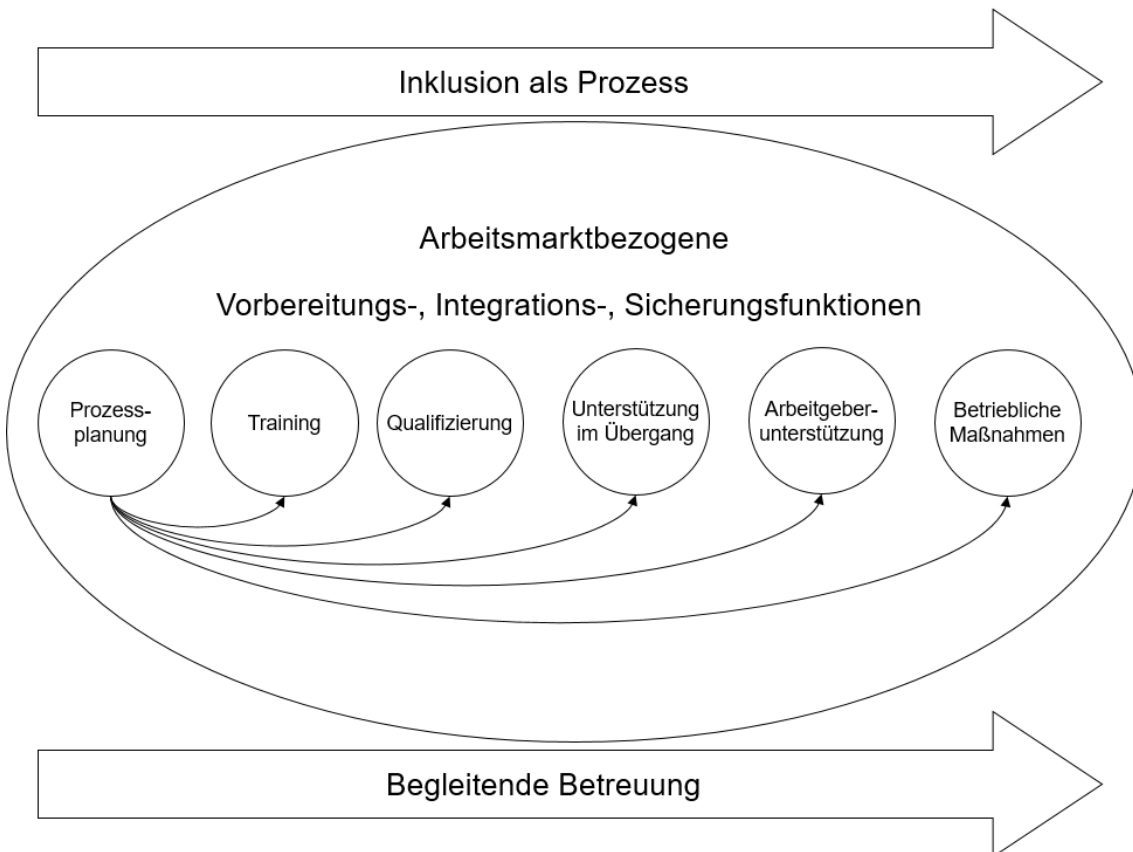 Inklusion als Prozess
Arbeitsmarktbezogene
Vorbereitungs-, Integrations-, Sicherungsfunktionen
Prozess-
planung
Training
Qualifizierung
Unterstützung
im Übergang
Arbeitgeber-
unterstützung
Betriebliche
Maßnahmen
Begleitende Betreuung